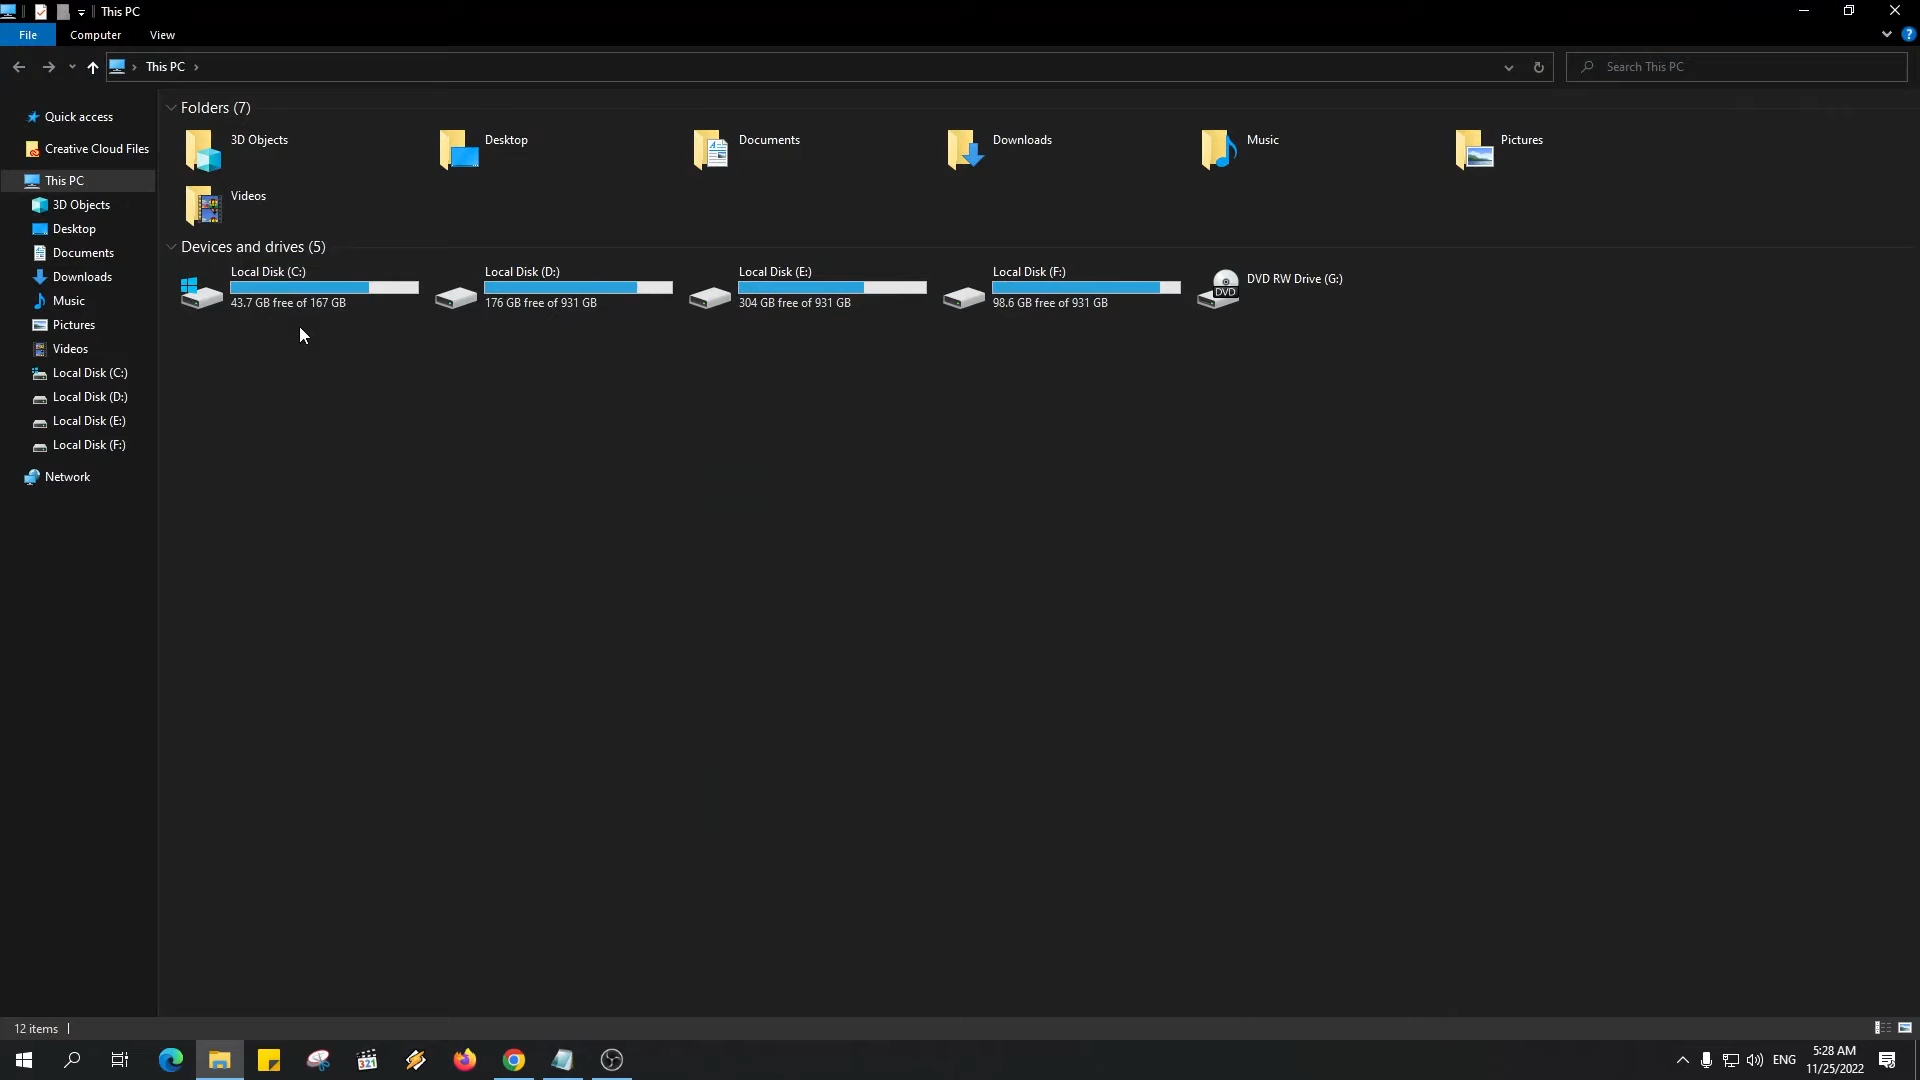 This PC
File Computer View
This PC
Search This PC
Quick access
Creative Cloud Files
This PC
3D Objects
Desktop
Documents
Downloads
Music
Pictures
Videos
Local Disk (C:)
Local Disk (D:)
Local Disk (E:)
Local Disk (F:)
Network
Folders (7)
3D Objects
Desktop
Documents
Downloads
Music
Pictures
Videos
Devices and drives (5)
Local Disk (C:)
43.7 GB free of 167 GB
Local Disk (D:)
176 GB free of 931 GB
Local Disk (E:)
304 GB free of 931 GB
Local Disk (F:)
98.6 GB free of 931 GB
DVD
DVD RW Drive (G:)
12 items
321
ENG
5:28 AM
11/25/2022